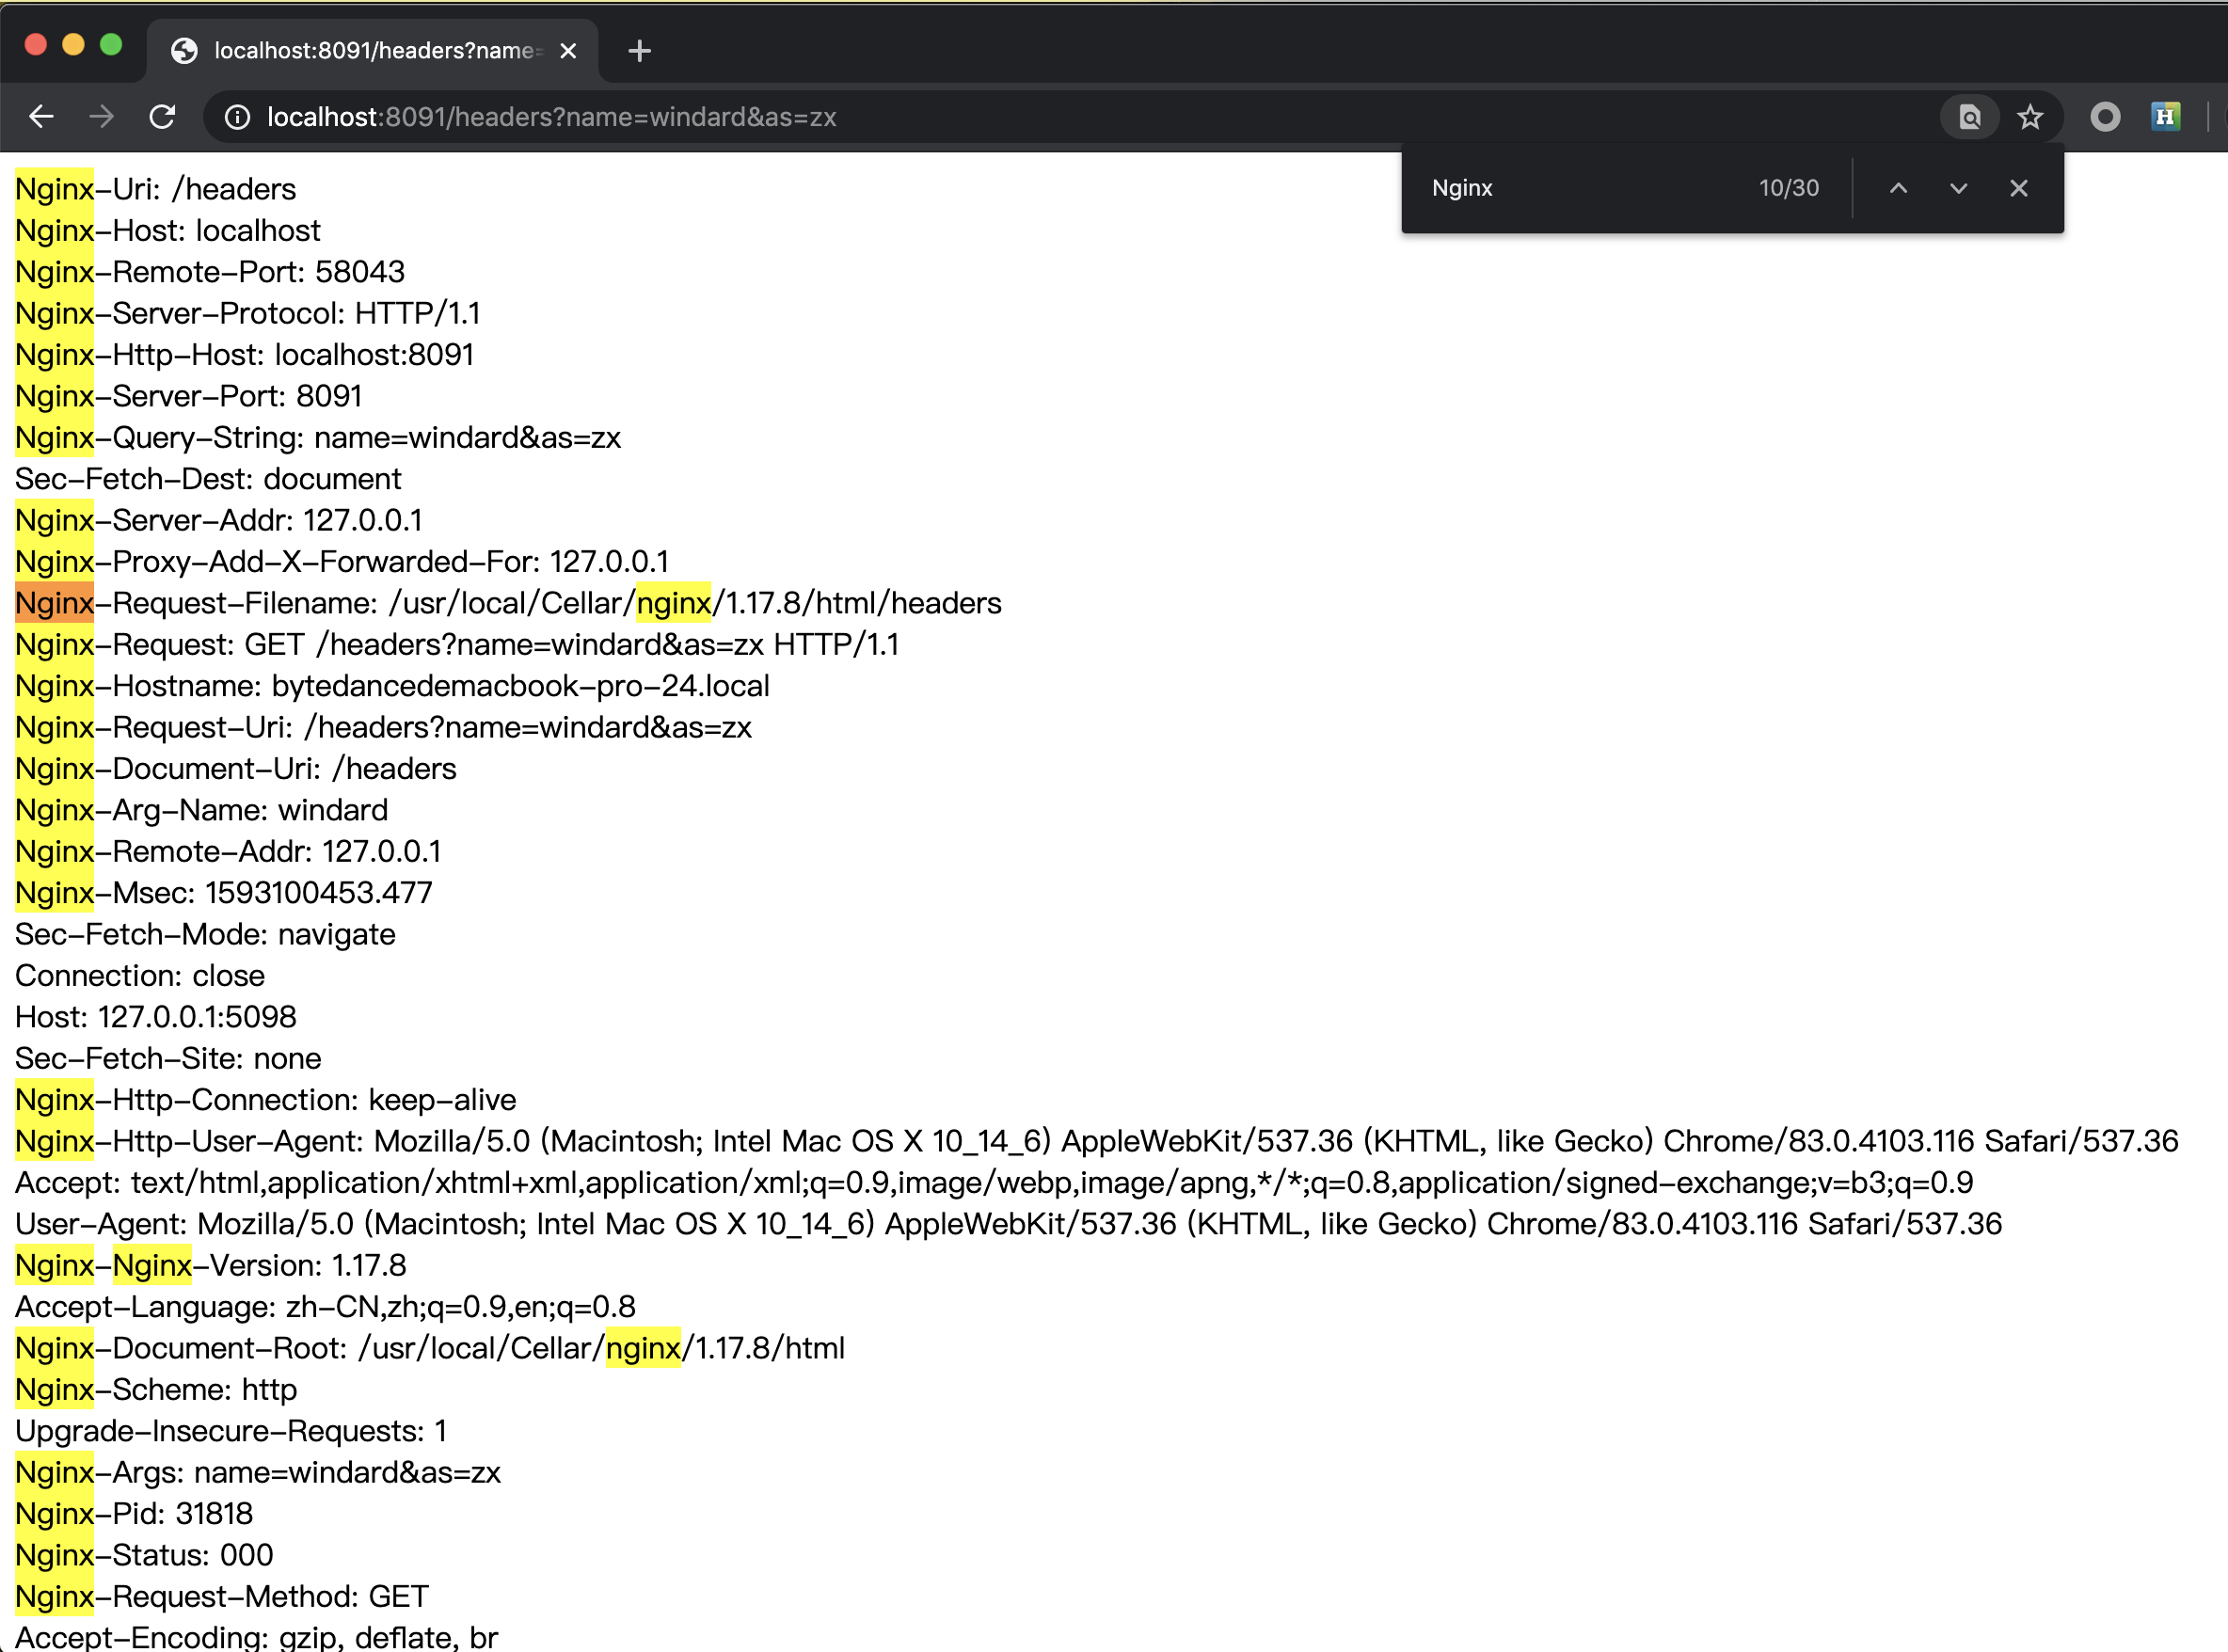 localhost:8091/headers?name=
localhost:8091/headers?name=windard&as=zx
H
Nginx 10/30
Nginx-Uri: /headers
Nginx-Host: localhost
Nginx-Remote-Port: 58043
Nginx-Server-Protocol: HTTP/1.1
Nginx-Http-Host: localhost:8091
Nginx-Server-Port: 8091
Nginx-Query-String: name=windard&as=zx
Sec-Fetch-Dest: document
Nginx-Server-Addr: 127.0.0.1
Nginx-Proxy-Add-X-Forwarded-For: 127.0.0.1
Nginx-Request-Filename: /usr/local/Cellar/nginx/1.17.8/html/headers
Nginx-Request: GET /headers?name=windard&as=zx HTTP/1.1
Nginx-Hostname: bytedancedemacbook-pro-24.local
Nginx-Request-Uri: /headers?name=windard&as=zx
Nginx-Document-Uri: /headers
Nginx-Arg-Name: windard
Nginx-Remote-Addr: 127.0.0.1
Nginx-Msec: 1593100453.477
Sec-Fetch-Mode: navigate
Connection: close
Host: 127.0.0.1:5098
Sec-Fetch-Site: none
Nginx-Http-Connection: keep-alive
Nginx-Http-User-Agent: Mozilla/5.0 (Macintosh; Intel Mac OS X 10_14_6) AppleWebKit/537.36 (KHTML, like Gecko) Chrome/83.0.4103.116 Safari/537.36
Accept: text/html,application/xhtml+xml,application/xml;q=0.9,image/webp,image/apng,*/*;q=0.8,application/signed-exchange;v=b3;q=0.9
User-Agent: Mozilla/5.0 (Macintosh; Intel Mac OS X 10_14_6) AppleWebKit/537.36 (KHTML, like Gecko) Chrome/83.0.4103.116 Safari/537.36
Nginx-Nginx-Version: 1.17.8
Accept-Language: zh-CN,zh;q=0.9,en;q=0.8
Nginx-Document-Root: /usr/local/Cellar/nginx/1.17.8/html
Nginx-Scheme: http
Upgrade-Insecure-Requests: 1
Nginx-Args: name=windard&as=zx
Nginx-Pid: 31818
Nginx-Status: 000
Nginx-Request-Method: GET
Accept-Encoding: gzip, deflate, br